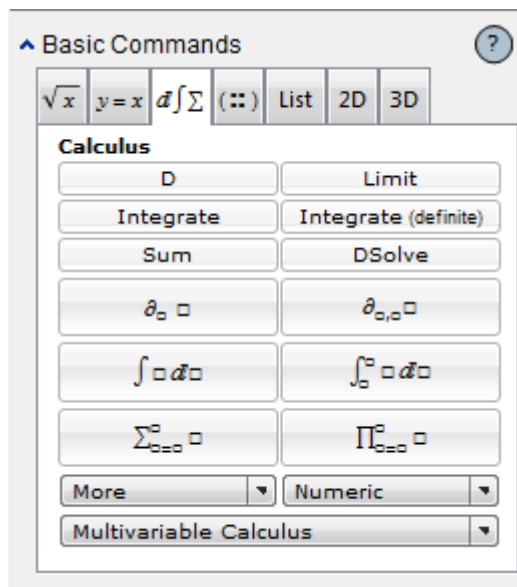 Basic Commands ?
√x y=x d∫Σ (∷) List 2D 3D
Calculus
D Limit
Integrate Integrate (definite)
Sum DSolve
∂□ □ ∂□,□ □
∫□ⅆ□ ∫□□ □ⅆ□
∑□=□□ □ ∏□=□□ □
More Numeric
Multivariable Calculus